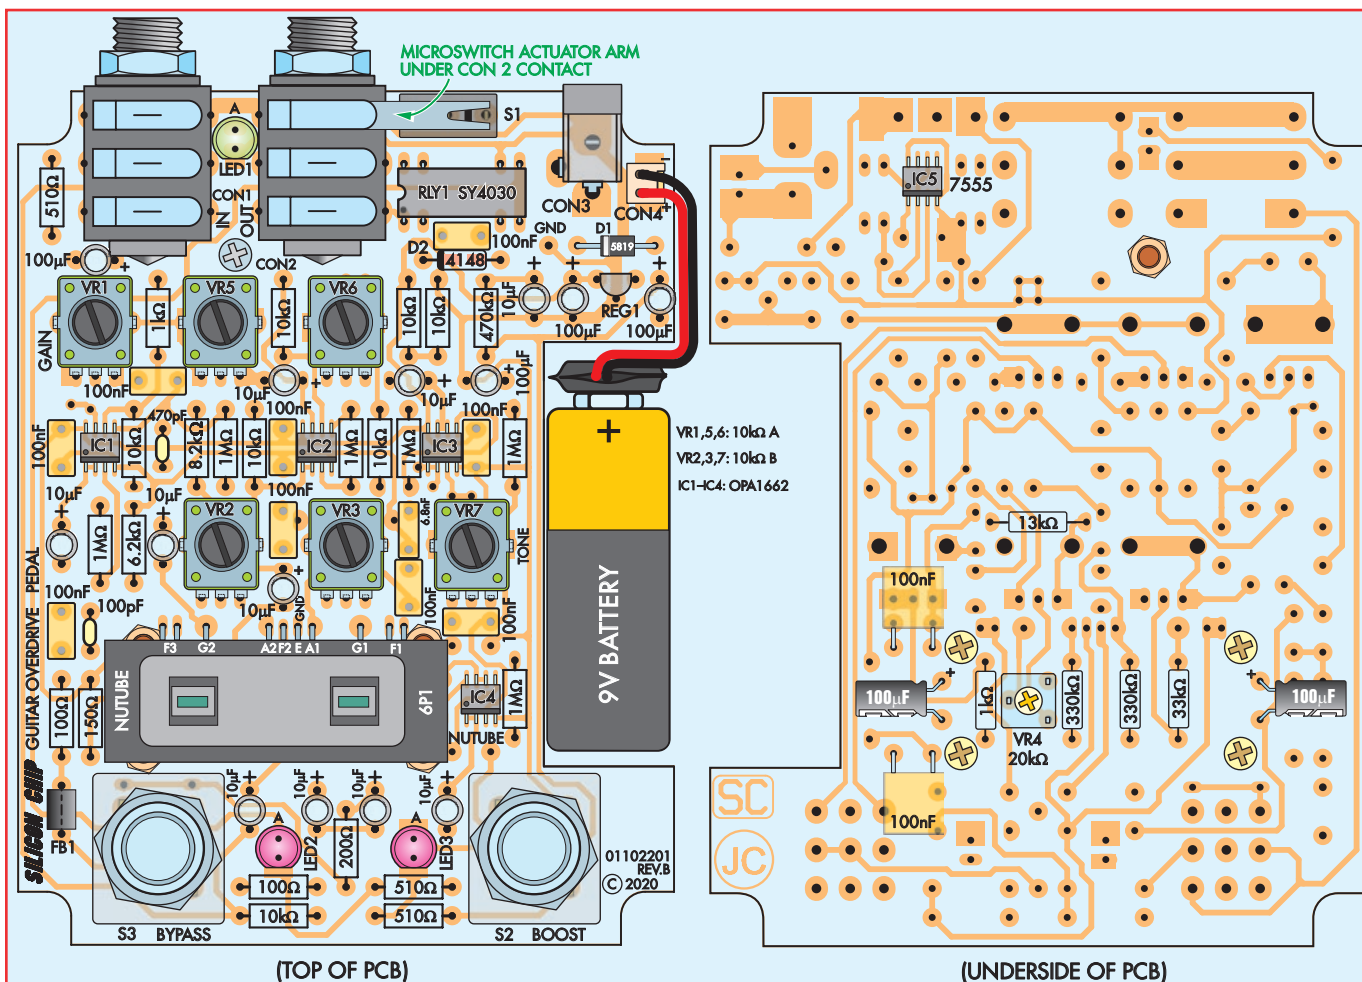 MICROSWITCH ACTUATOR ARM
UNDER CON 2 CONTACT
A
S1
LED1
510Ω
CON1
IN
OUT
RLY1 SY4030
CON3
CON4
–
+
100µF
+
CON2
D2
4148
100nF
GND
D1
5819
VR1
VR5
VR6
GAIN
1kΩ
10kΩ
10kΩ
10kΩ
470kΩ
10µF
+
+
100µF
REG1
+
100µF
100nF
10µF
+
100nF
10µF
+
100nF
+
100µF
100nF
IC1
10kΩ
470pF
8.2kΩ
1MΩ
10kΩ
IC2
1MΩ
10kΩ
1MΩ
IC3
1MΩ
+
9V BATTERY
VR1,5,6: 10kΩ A
VR2,3,7: 10kΩ B
IC1–IC4: OPA1662
10µF
+
1MΩ
6.2kΩ
10µF
+
VR2
100nF
VR3
6.8nF
VR7
TONE
100nF
100pF
10µF
+
GND
100nF
100nF
F3
G2
A2
F2
E
A1
G1
F1
NUTUBE
6P1
100Ω
150Ω
IC4
NUTUBE
1MΩ
FB1
10µF
+
10µF
+
+
10µF
+
A
LED2
200Ω
A
LED3
100Ω
10kΩ
510Ω
510Ω
01102201
REV.B
© 2020
SILICON CHIP GUITAR OVERDRIVE PEDAL
S3 BYPASS
S2 BOOST
(TOP OF PCB)
IC5
7555
13kΩ
100nF
100µF
+
1kΩ
VR4
20kΩ
330kΩ
330kΩ
33kΩ
+
100µF
100nF
SC
JC
(UNDERSIDE OF PCB)